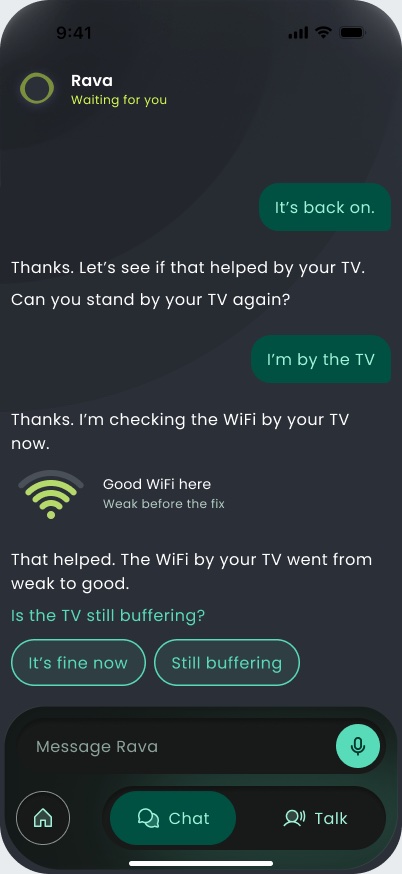 9:41
Rava
Waiting for you
It’s back on.
Thanks. Let’s see if that helped by your TV.
Can you stand by your TV again?
I’m by the TV
Thanks. I’m checking the WiFi by your TV
now.
Good WiFi here
Weak before the fix
That helped. The WiFi by your TV went from
weak to good.
Is the TV still buffering?
It’s fine now
Still buffering
Message Rava
Chat
Talk